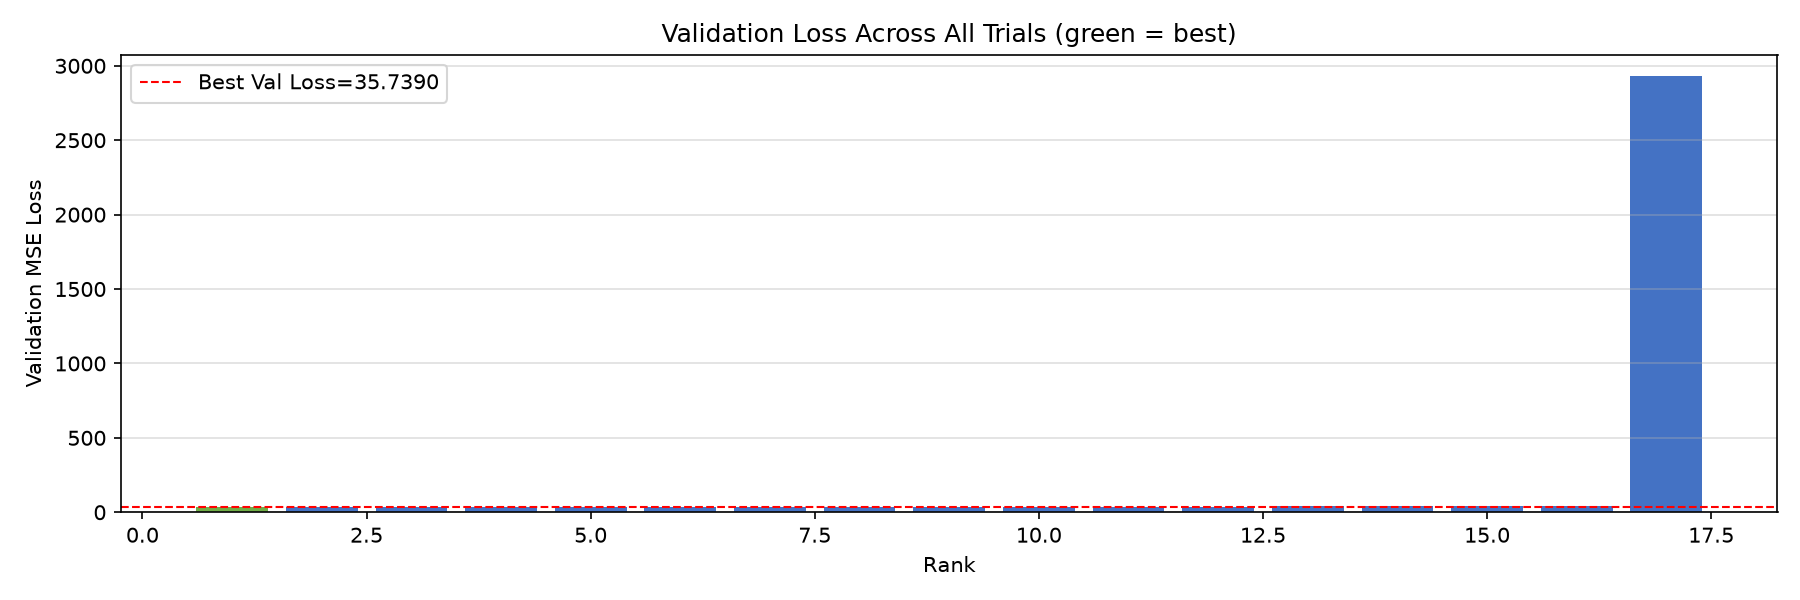 Validation Loss Across All Trials (green = best)
Best Val Loss=35.7390
Validation MSE Loss
3000
2500
2000
1500
1000
500
0
0.0 2.5 5.0 7.5 10.0 12.5 15.0 17.5
Rank